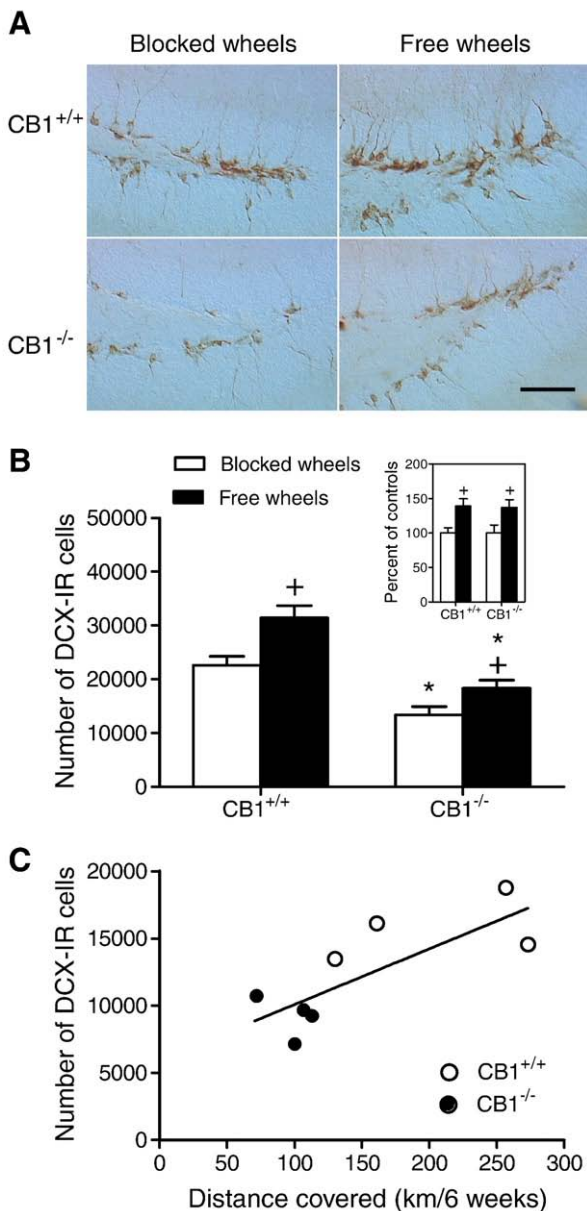 A
Blocked wheels Free wheels
CB1+/+
CB1-/-
B
Blocked wheels
Free wheels
Number of DCX-IR cells
50000
40000
30000
20000
10000
0
+
*
*
+
CB1+/+ CB1-/-
Percent of controls
200
150
100
50
0
+ +
CB1+/+ CB1-/-
C
Number of DCX-IR cells
20000
15000
10000
5000
0
CB1+/+
CB1-/-
0 50 100 150 200 250 300
Distance covered (km/6 weeks)